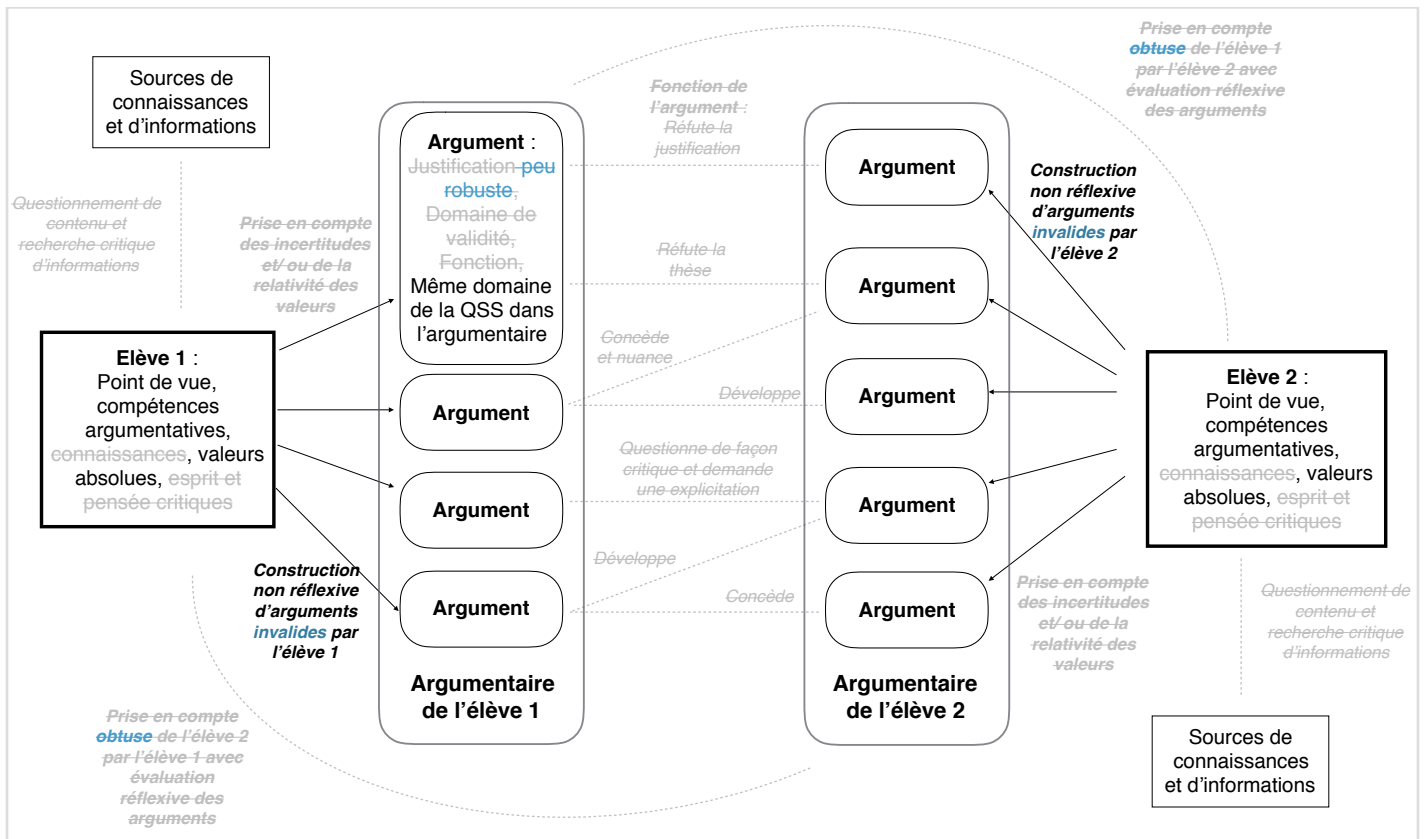 Sources de
connaissances
et d'informations
Questionnement de
contenu et
recherche critique
d'informations
Prise en compte
des incertitudes
et/ ou de la
relativité des
valeurs
Elève 1 :
Point de vue,
compétences
argumentatives,
connaissances, valeurs
absolues, esprit et
pensée critiques
Construction
non réflexive
d'arguments
invalides par
l'élève 1
Prise en compte
obtuse de l'élève 2
par l'élève 1 avec
évaluation
réflexive des
arguments
Argument :
Justification peu
robuste,
Domaine de
validité,
Fonction,
Même domaine
de la QSS dans
l'argumentaire
Argument
Argument
Argument
Argumentaire
de l'élève 1
Fonction de
l'argument :
Réfute la
justification
Réfute la
thèse
Concède
et nuance
Développe
Questionne de façon
critique et demande
une explicitation
Développe
Concède
Argument
Argument
Argument
Argument
Argument
Argumentaire
de l'élève 2
Prise en compte
obtuse de l'élève 1
par l'élève 2 avec
évaluation réflexive
des arguments
Construction
non réflexive
d'arguments
invalides par
l'élève 2
Elève 2 :
Point de vue,
compétences
argumentatives,
connaissances, valeurs
absolues, esprit et
pensée critiques
Prise en compte
des incertitudes
et/ ou de la
relativité des
valeurs
Questionnement de
contenu et
recherche critique
d'informations
Sources de
connaissances
et d'informations